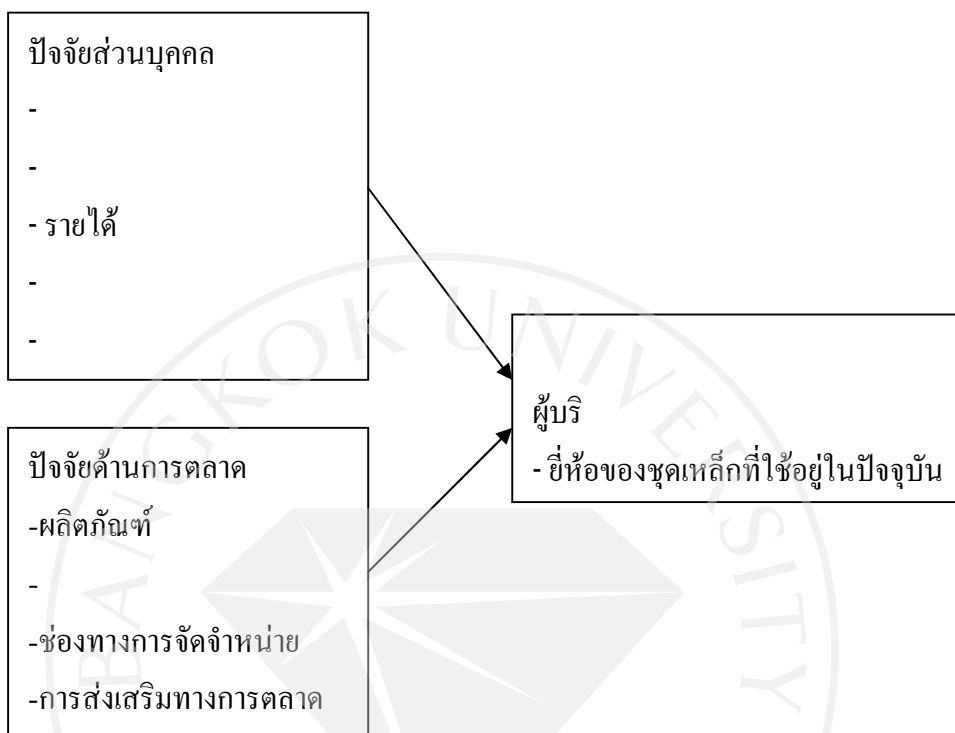 ปัจจัยส่วนบุคคล
-
-
- รายได้
-
-
ปัจจัยด้านการตลาด
-ผลิตภัณฑ์
-
-ช่องทางการจัดจำหน่าย
-การส่งเสริมทางการตลาด
ผู้บริ
- ยี่ห้อของชุดเหล็กที่ใช้อยู่ในปัจจุบัน
BANGKOK UNIVERSITY